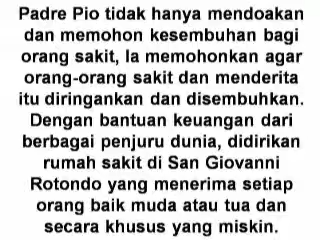 Padre Pio tidak hanya mendoakan
dan memohon kesembuhan bagi
orang sakit, Ia memohonkan agar
orang-orang sakit dan menderita
itu diringankan dan disembuhkan.
Dengan bantuan keuangan dari
berbagai penjuru dunia, didirikan
rumah sakit di San Giovanni
Rotondo yang menerima setiap
orang baik muda atau tua dan
secara khusus yang miskin.